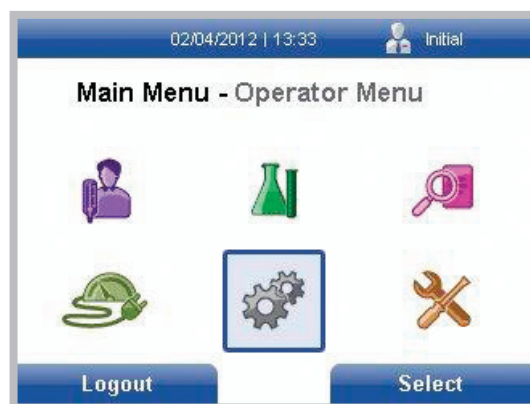 02/04/2012 | 13:33 Initial
Main Menu - Operator Menu
Logout Select